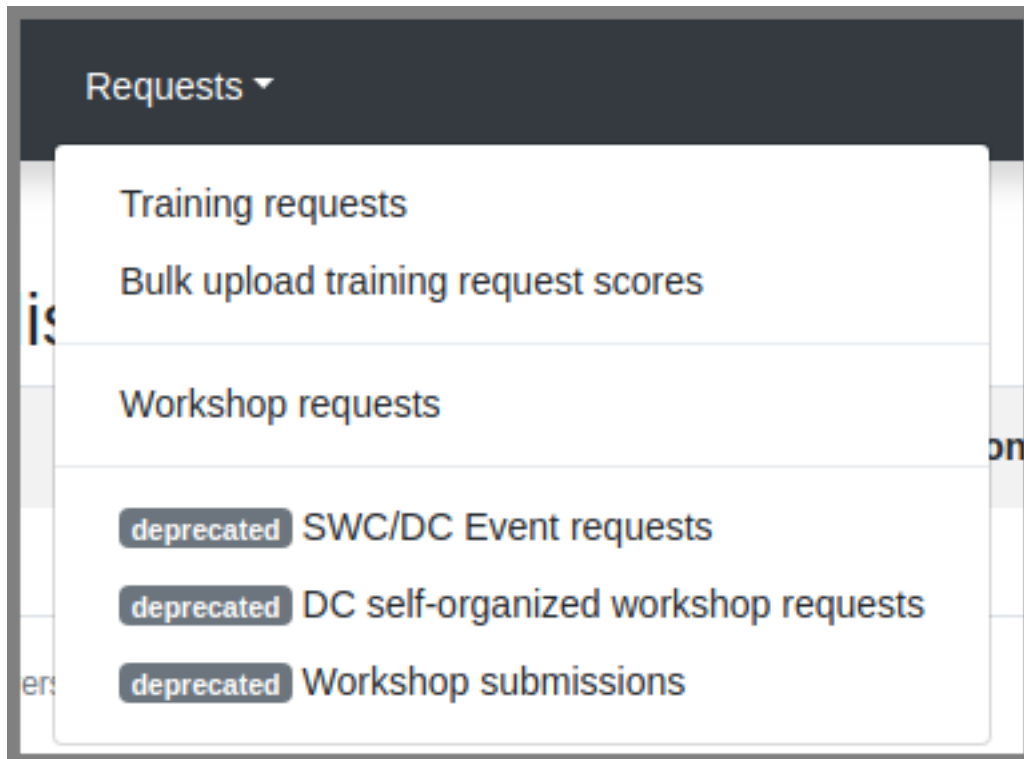 Requests
Training requests
Bulk upload training request scores
Workshop requests
deprecated SWC/DC Event requests
deprecated DC self-organized workshop requests
deprecated Workshop submissions